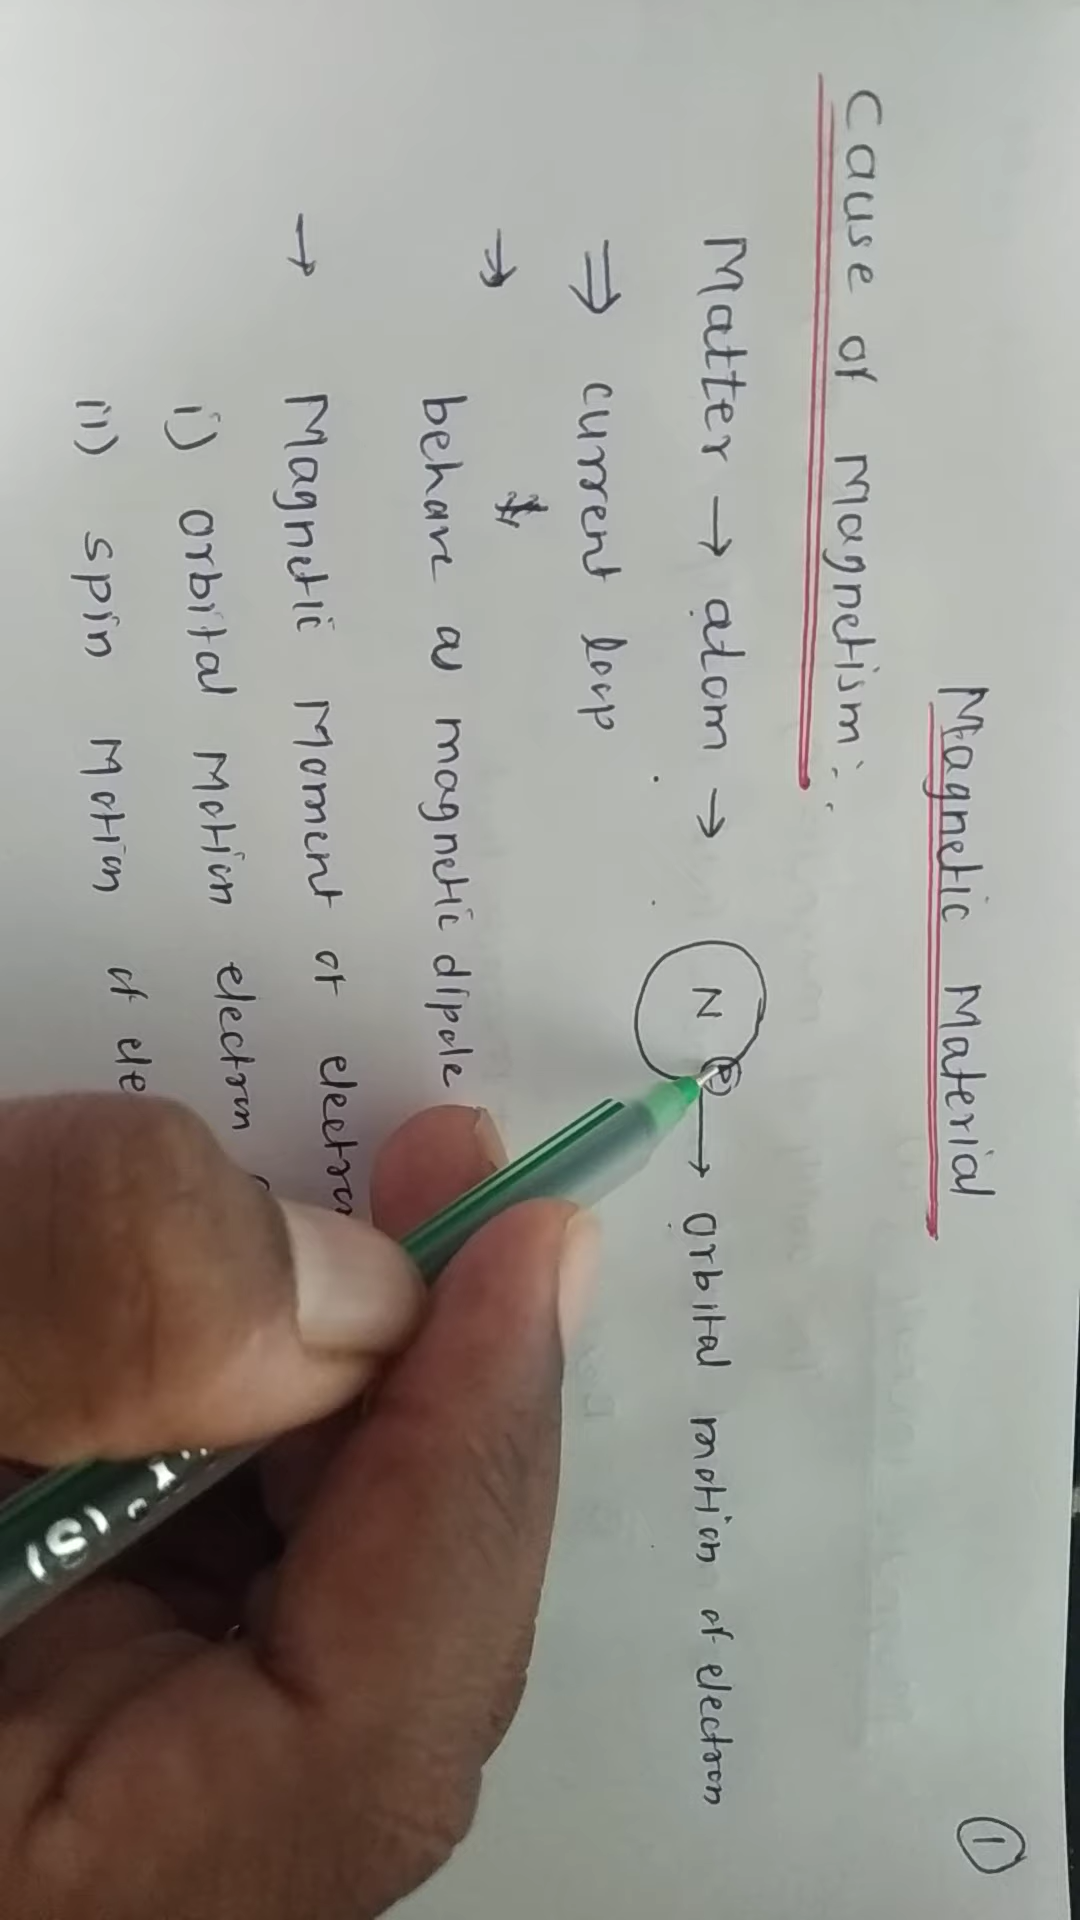 Magnetic Material
1
Cause of Magnetism:
Matter → atom → N e → orbital motion of electron
⇒ current loop
→
behave a magnetic dipole
→ Magnetic Moment of electron
i) orbital Motion electron
ii) spin Motion of ele